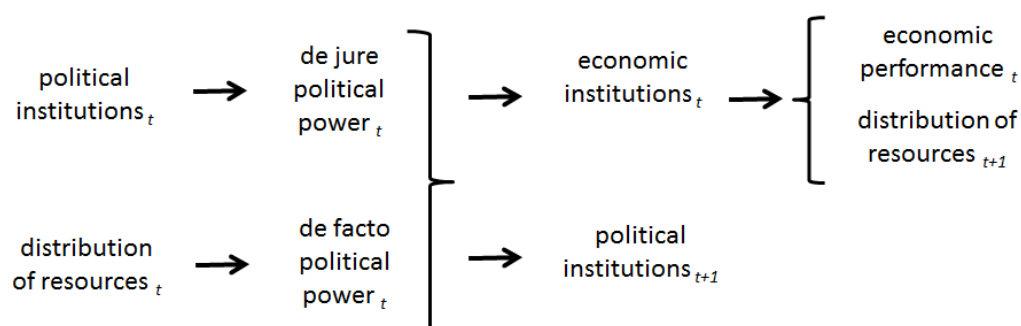 political
institutions t
de jure
political
power t
economic
institutions t
economic
performance t
distribution of
resources t+1
distribution
of resources t
de facto
political
power t
political
institutions t+1